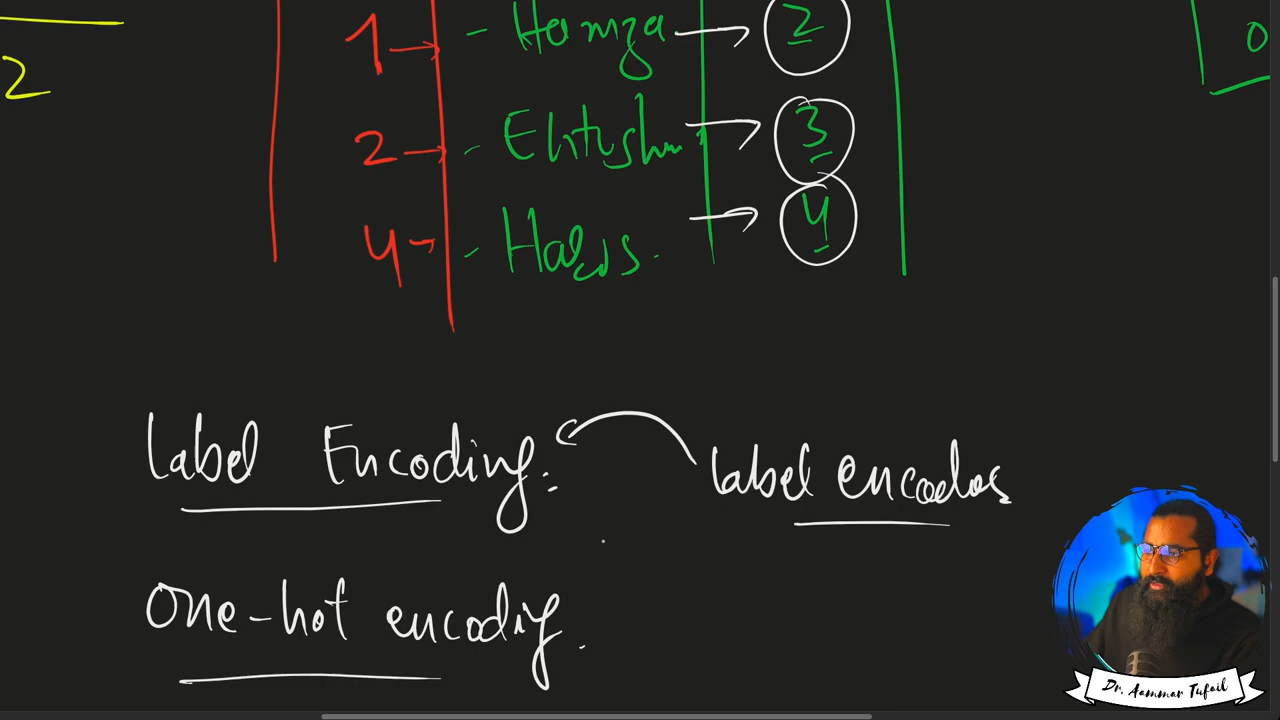 1 → - Hamza → 2
2
2 → - Ehtisham → 3
4 → - Haris. → 4
0
Label Encoding: label encoder
One-hot encoding.
Dr. Aammar Tufail